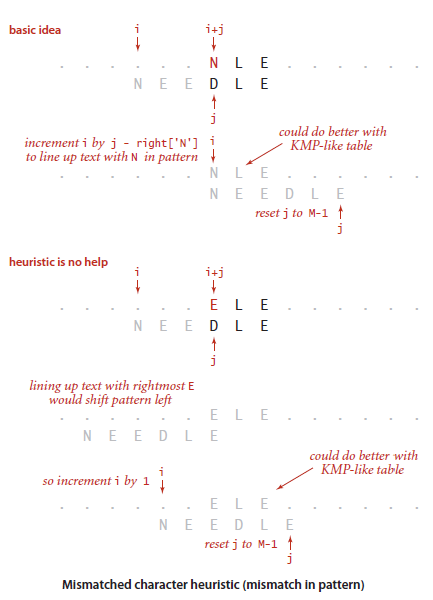 basic idea
i i+j
. . . . . . N L E . . . . .
N E E D L E
j
increment i by j - right['N']
to line up text with N in pattern
i
could do better with
KMP-like table
. . . . . . N L E . . . . .
N E E D L E
reset j to M-1
j
heuristic is no help
i i+j
. . . . . . E L E . . . . .
N E E D L E
j
lining up text with rightmost E
would shift pattern left
. . . . . . E L E . . . . .
N E E D L E
could do better with
KMP-like table
so increment i by 1
i
. . . . . . E L E . . . . .
N E E D L E
reset j to M-1
j
Mismatched character heuristic (mismatch in pattern)